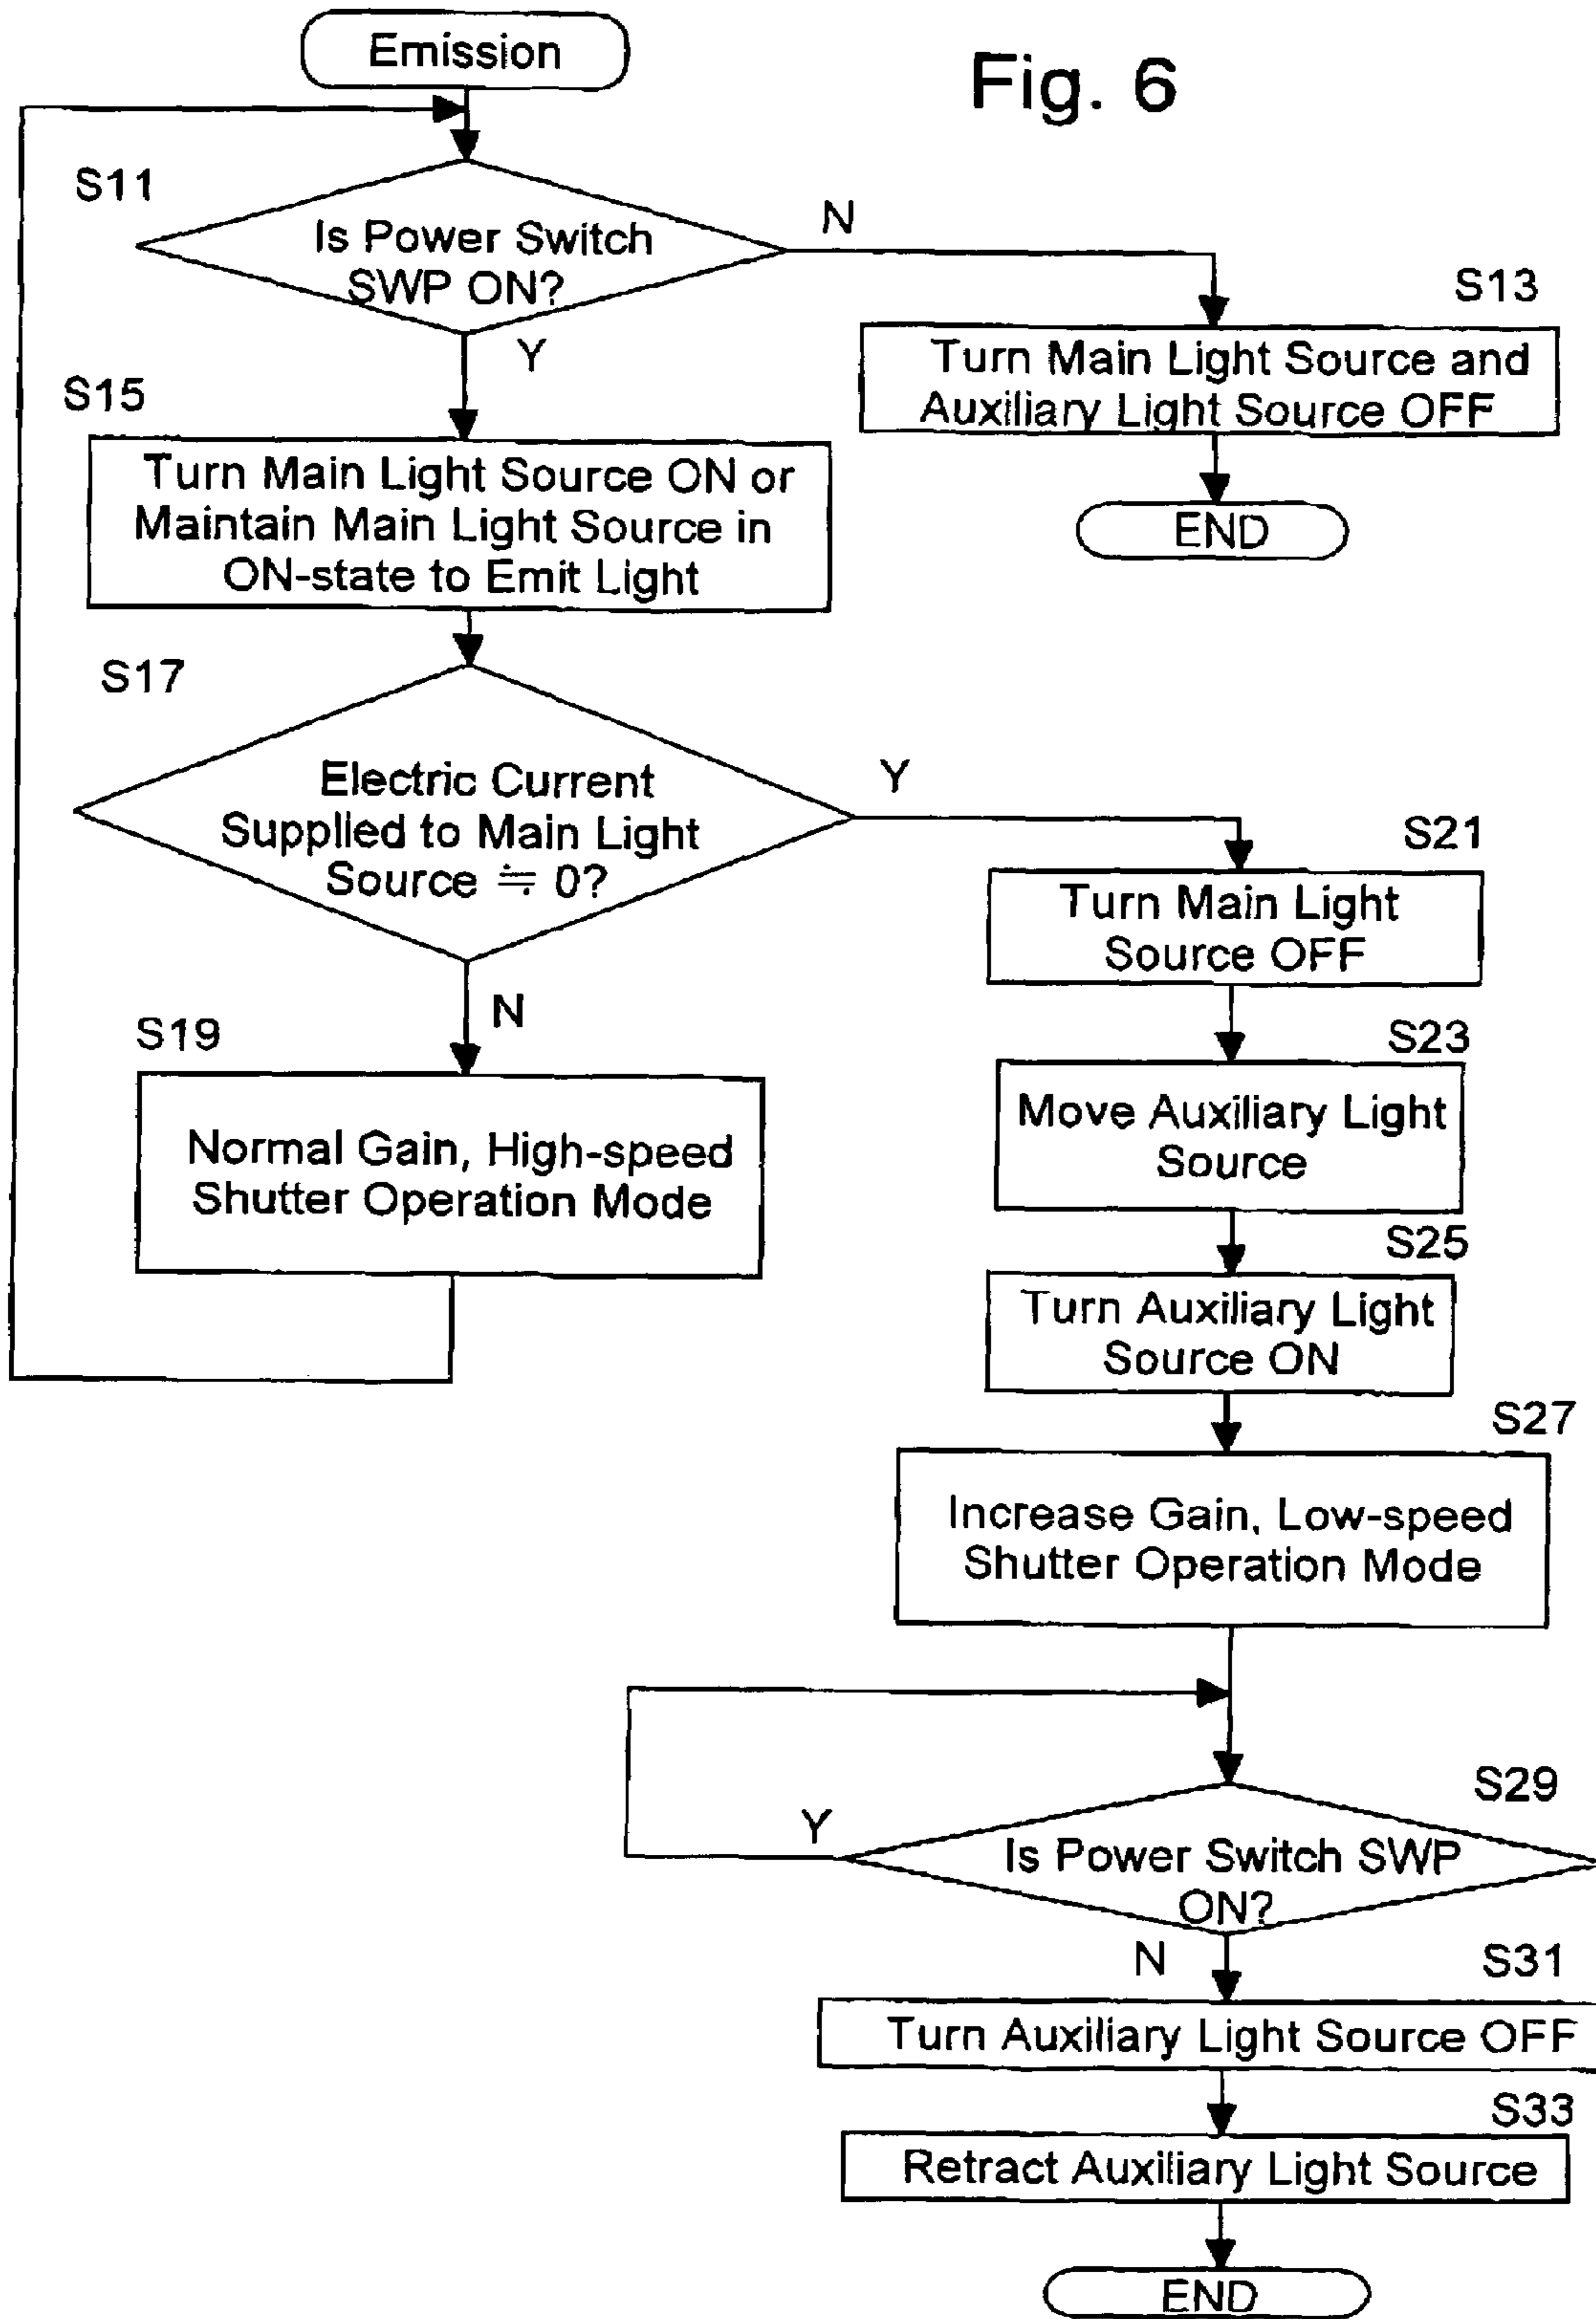 Emission
Fig. 6
S11
Is Power Switch
SWP ON?
N
Y
S13
Turn Main Light Source and
Auxiliary Light Source OFF
END
S15
Turn Main Light Source ON or
Maintain Main Light Source in
ON-state to Emit Light
S17
Electric Current
Supplied to Main Light
Source ≒ 0?
Y
N
S19
Normal Gain, High-speed
Shutter Operation Mode
S21
Turn Main Light
Source OFF
S23
Move Auxiliary Light
Source
S25
Turn Auxiliary Light
Source ON
S27
Increase Gain, Low-speed
Shutter Operation Mode
S29
Is Power Switch SWP
ON?
Y
N
S31
Turn Auxiliary Light Source OFF
S33
Retract Auxiliary Light Source
END